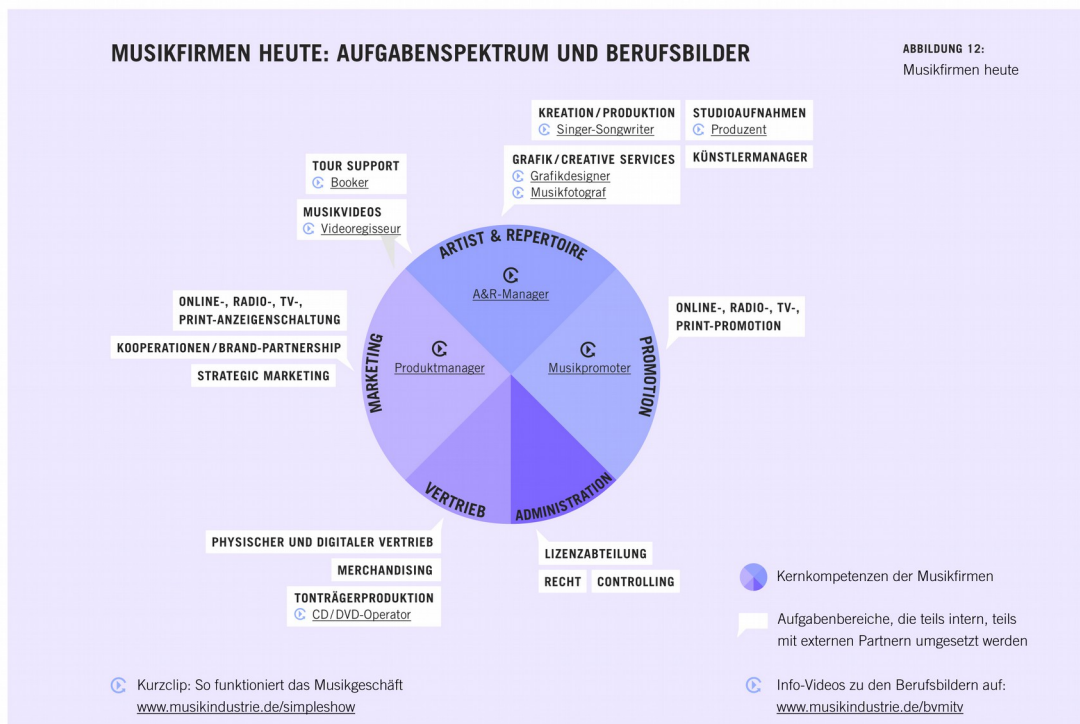 MUSIKFIRMEN HEUTE: AUFGABENSPEKTRUM UND BERUFSBILDER
ABBILDUNG 12:
Musikfirmen heute
KREATION/PRODUKTION
Singer-Songwriter
STUDIOAUFNAHMEN
Produzent
GRAFIK/CREATIVE SERVICES
Grafikdesigner
Musikfotograf
KÜNSTLERMANAGER
TOUR SUPPORT
Booker
MUSIKVIDEOS
Videoregisseur
ARTIST & REPERTOIRE
A&R-Manager
ONLINE-, RADIO-, TV-,
PRINT-ANZEIGENSCHALTUNG
KOOPERATIONEN/BRAND-PARTNERSHIP
STRATEGIC MARKETING
MARKETING
Produktmanager
Musikpromoter
PROMOTION
ONLINE-, RADIO-, TV-,
PRINT-PROMOTION
VERTRIEB
ADMINISTRATION
PHYSISCHER UND DIGITALER VERTRIEB
MERCHANDISING
TONTRÄGERPRODUKTION
CD/DVD-Operator
LIZENZABTEILUNG
RECHT
CONTROLLING
Kernkompetenzen der Musikfirmen
Aufgabenbereiche, die teils intern, teils
mit externen Partnern umgesetzt werden
Kurzclip: So funktioniert das Musikgeschäft
www.musikindustrie.de/simpleshow
Info-Videos zu den Berufsbildern auf:
www.musikindustrie.de/bvmitv